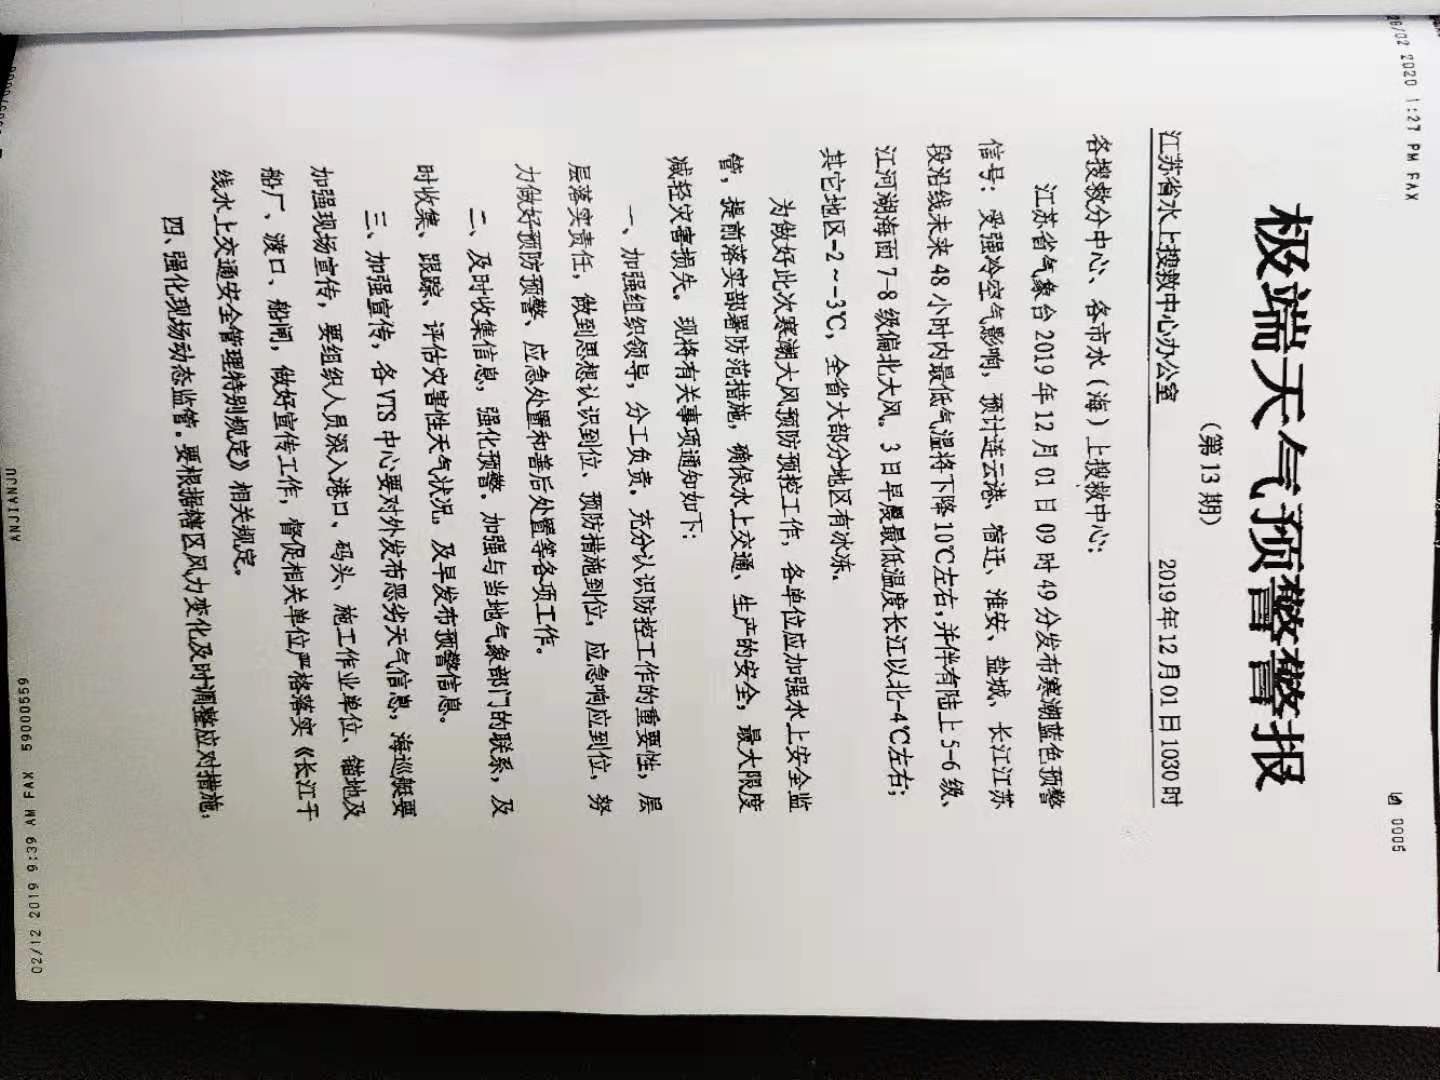 26/02 2020 1:27 PM FAX
0005
极端天气预警警报
(第13期)
江苏省水上搜救中心办公室 2019年12月01日1030时
各搜救分中心、各市水(海)上搜救中心:
江苏省气象台2019年12月01日09时49分发布寒潮蓝色预警
信号:受强冷空气影响,预计连云港、宿迁、淮安、盐城、长江江苏
段沿线未来48小时内最低气温将下降10℃左右,并伴有陆上5-6级、
江河湖海面7-8级偏北大风。3日早晨最低温度长江以北-4℃左右;
其它地区-2~-3℃,全省大部分地区有冰冻。
为做好此次寒潮大风预防预控工作,各单位应加强水上安全监
管,提前落实部署防范措施,确保水上交通、生产的安全,最大限度
减轻灾害损失。现将有关事项通知如下:
一、加强组织领导,分工负责。充分认识防控工作的重要性,层
层落实责任,做到思想认识到位、预防措施到位,应急响应到位,努
力做好预防预警、应急处置和善后处置等各项工作。
二、及时收集信息,强化预警。加强与当地气象部门的联系,及
时收集、跟踪、评估灾害性天气状况,及早发布预警信息。
三、加强宣传,各VTS中心要对外发布恶劣天气信息,海巡艇要
加强现场宣传,要组织人员深入港口、码头、施工作业单位、锚地及
船厂、渡口、船闸,做好宣传工作,督促相关单位严格落实《长江干
线水上交通安全管理特别规定》相关规定。
四、强化现场动态监管。要根据辖区风力变化及时调整应对措施,
02/12 2019 9:39 AM FAX 59000559
ANJIANJU